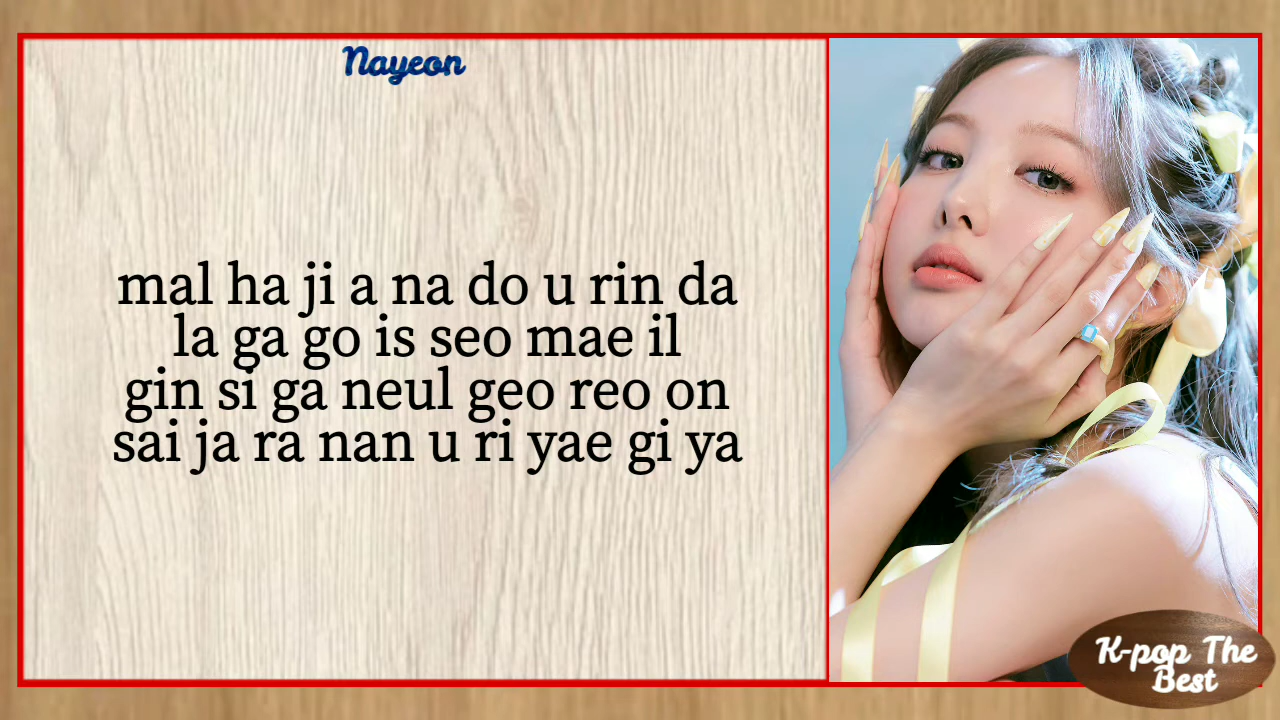 Nayeon
mal ha ji a na do u rin da
la ga go is seo mae il
gin si ga neul geo reo on
sai ja ra nan u ri yae gi ya
K-pop The
Best